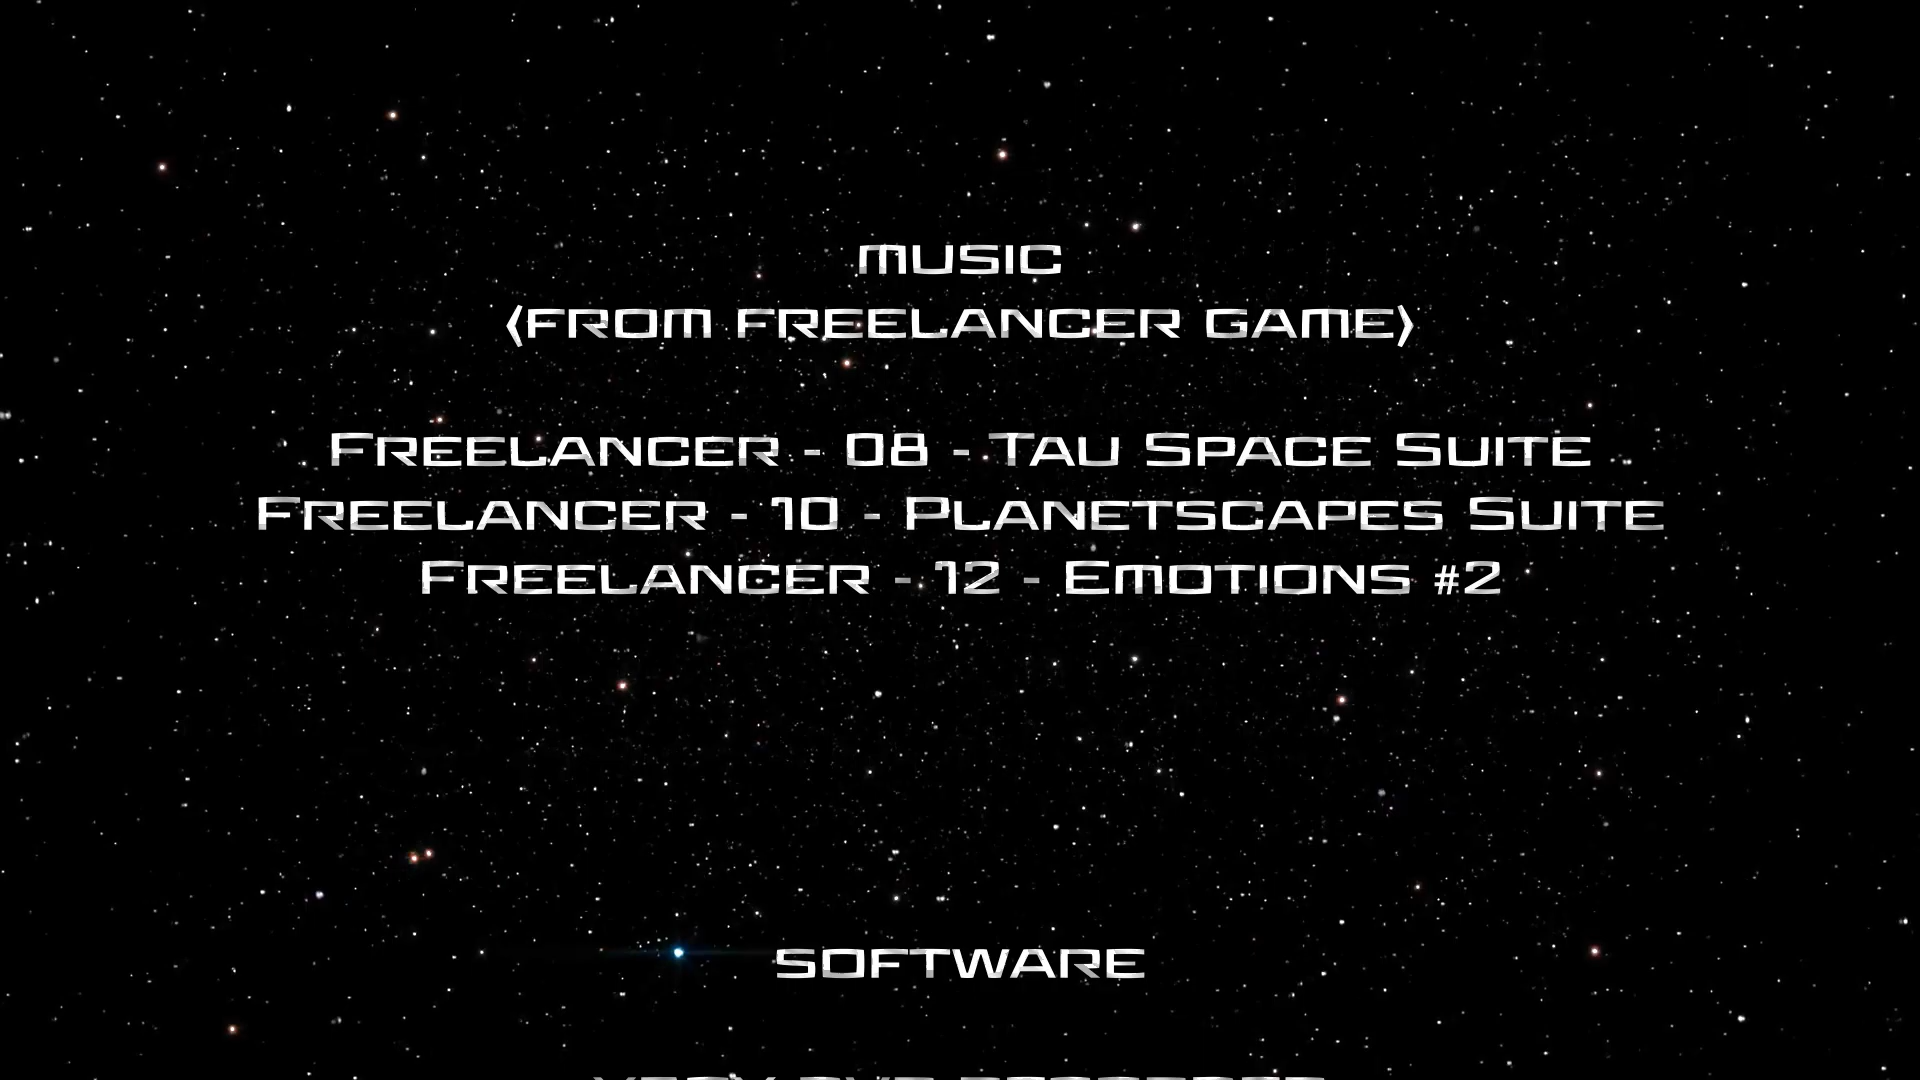 MUSIC
(FROM FREELANCER GAME)
Freelancer - 08 - Tau Space Suite
Freelancer - 10 - Planetscapes Suite
Freelancer - 12 - Emotions #2
SOFTWARE